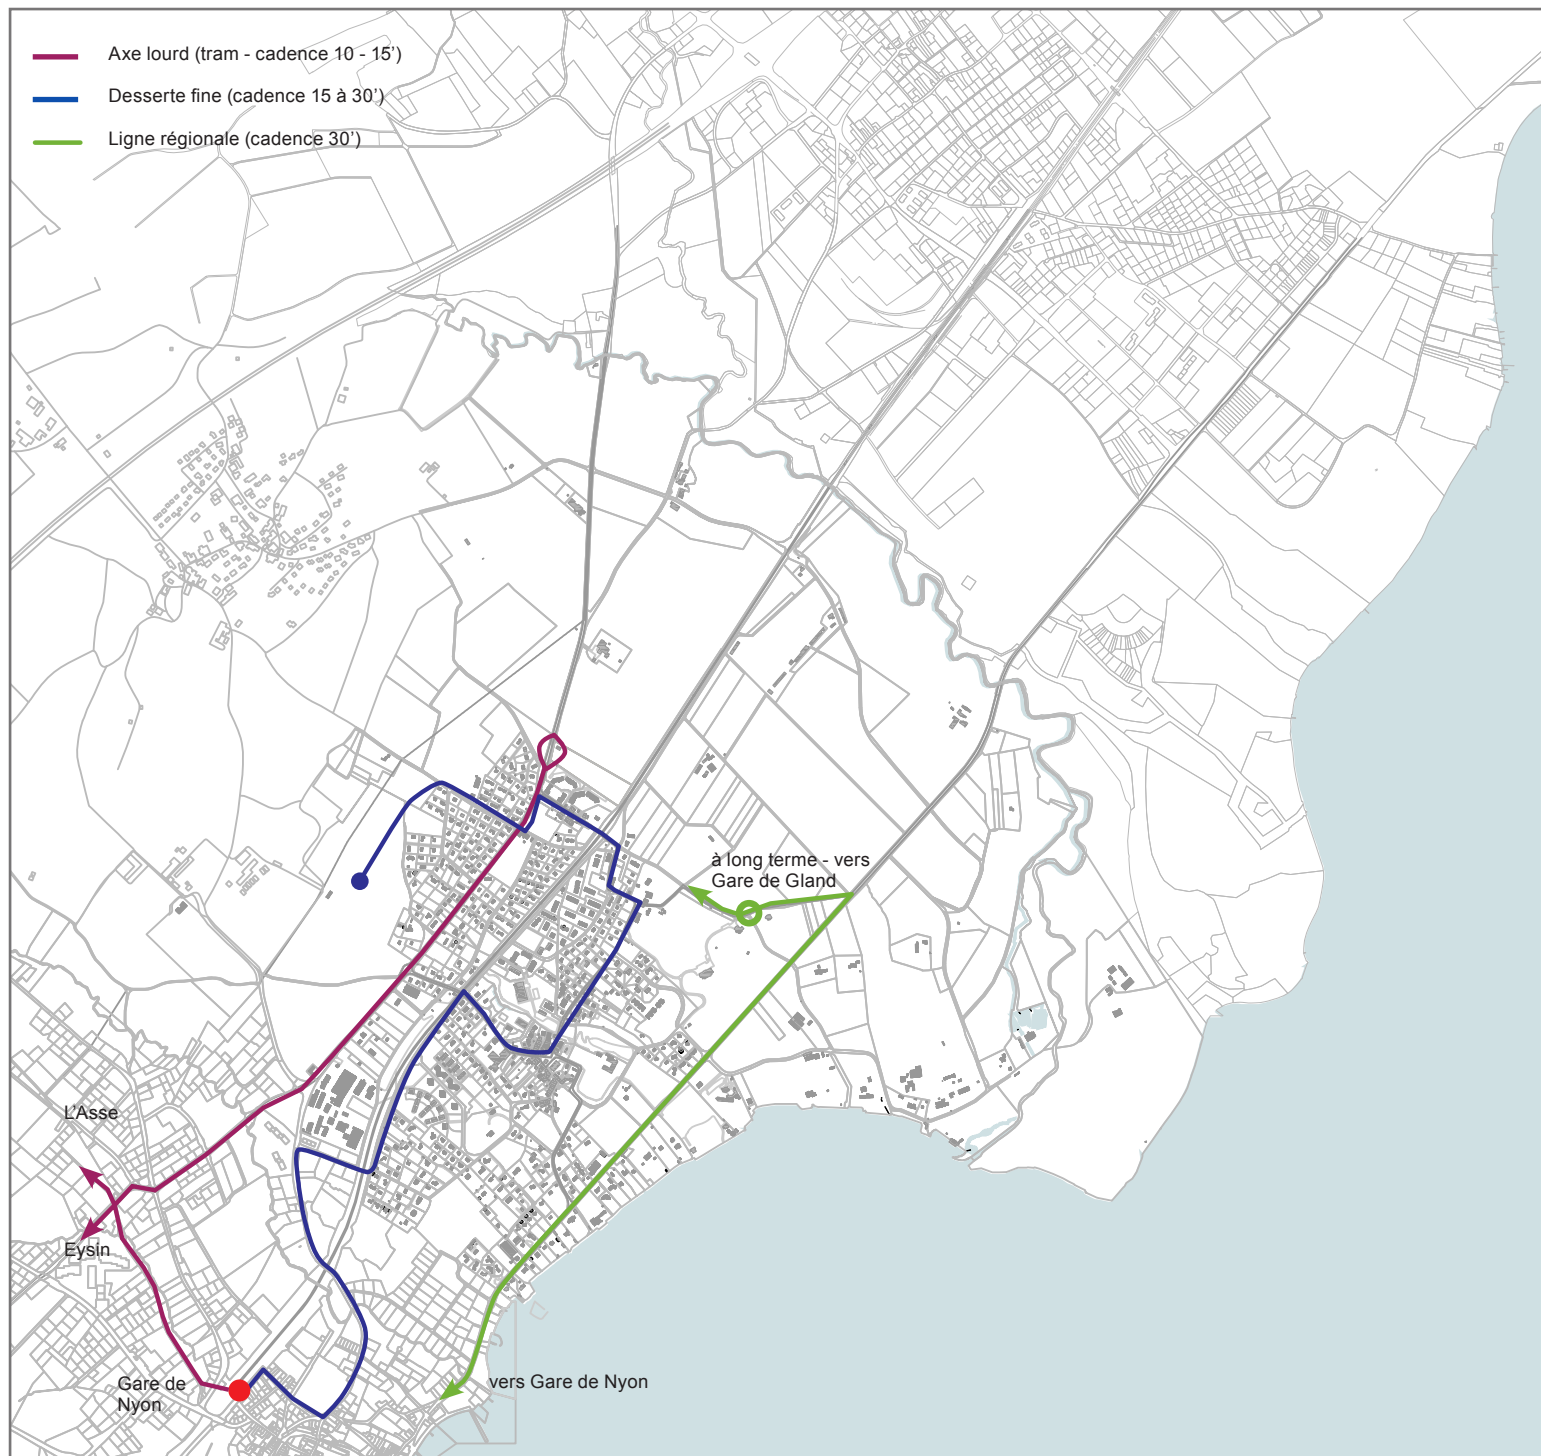 Axe lourd (tram - cadence 10 - 15’)
Desserte fine (cadence 15 à 30’)
Ligne régionale (cadence 30’)
à long terme - vers
Gare de Gland
L’Asse
Eysin
Gare de
Nyon
vers Gare de Nyon